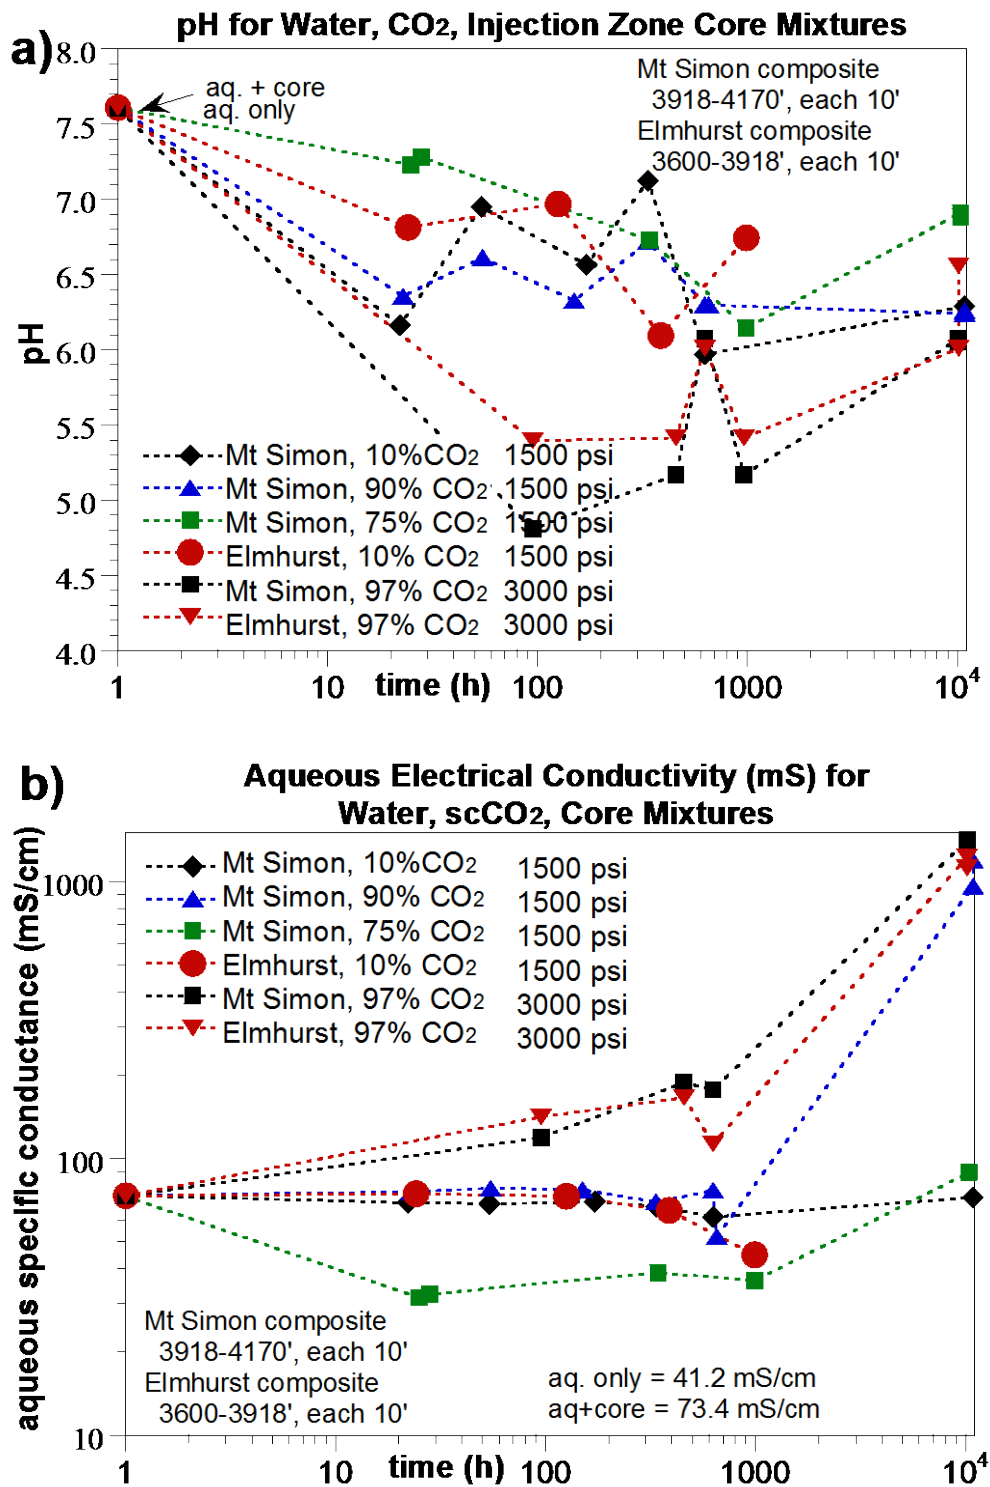 a)
pH for Water, CO2, Injection Zone Core Mixtures
8.0
aq. + core
aq. only
Mt Simon composite
3918-4170', each 10'
Elmhurst composite
3600-3918', each 10'
7.5
7.0
6.5
6.0
5.5
5.0
4.5
4.0
pH
Mt Simon, 10%CO2 1500 psi
Mt Simon, 90% CO2 1500 psi
Mt Simon, 75% CO2 1500 psi
Elmhurst, 10% CO2 1500 psi
Mt Simon, 97% CO2 3000 psi
Elmhurst, 97% CO2 3000 psi
1 10 100 1000 10^4
time (h)
b)
Aqueous Electrical Conductivity (mS) for
Water, scCO2, Core Mixtures
Mt Simon, 10%CO2 1500 psi
Mt Simon, 90% CO2 1500 psi
Mt Simon, 75% CO2 1500 psi
Elmhurst, 10% CO2 1500 psi
Mt Simon, 97% CO2 3000 psi
Elmhurst, 97% CO2 3000 psi
1000
100
10
aqueous specific conductance (mS/cm)
Mt Simon composite
3918-4170', each 10'
Elmhurst composite
3600-3918', each 10'
aq. only = 41.2 mS/cm
aq+core = 73.4 mS/cm
1 10 100 1000 10^4
time (h)